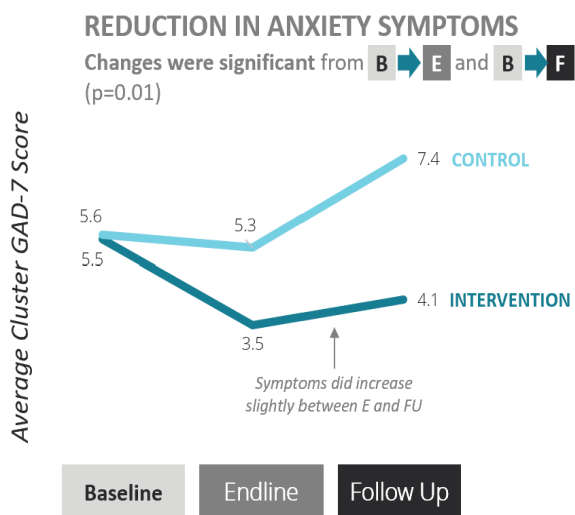 REDUCTION IN ANXIETY SYMPTOMS
Changes were significant from B E and B F
(p=0.01)
Average Cluster GAD-7 Score
7.4 CONTROL
5.6
5.3
5.5
4.1 INTERVENTION
3.5
Symptoms did increase
slightly between E and FU
Baseline Endline Follow Up